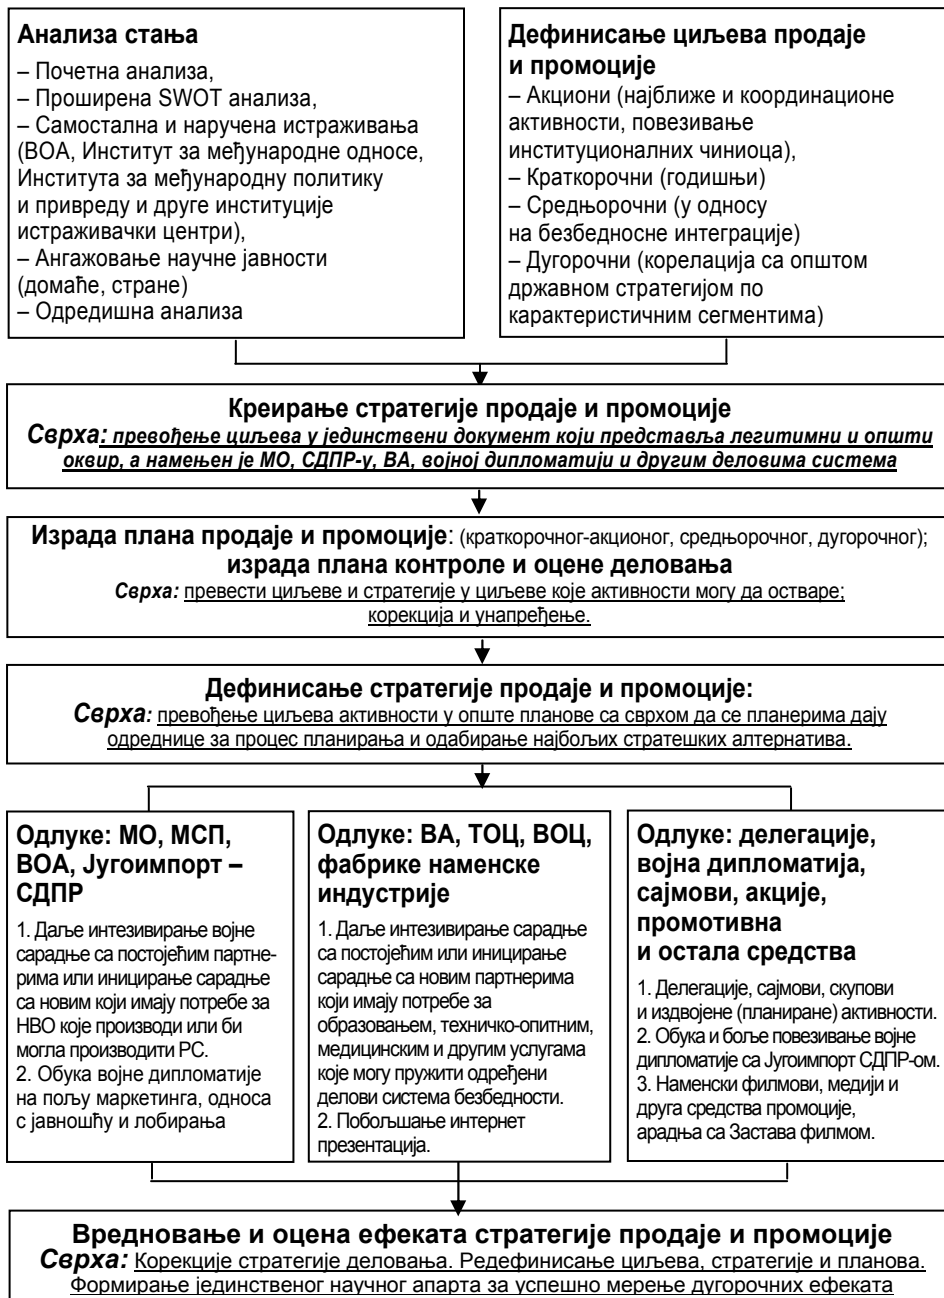 Анализа стања
– Почетна анализа,
– Проширена SWOT анализа,
– Самостална и наручена истраживања
(ВОА, Институт за међународне односе,
Института за међународну политику
и привреду и друге институције
истраживачки центри),
– Ангажовање научне јавности
(домаће, стране)
– Одредишна анализа
Дефинисање циљева продаје
и промоције
– Акциони (најближе и координационе
активности, повезивање
институционалних чиниоца),
– Краткорочни (годишњи)
– Средњорочни (у односу
на безбедносне интеграције)
– Дугорочни (корелација са општом
државном стратегијом по
карактеристичним сегментима)
Креирање стратегије продаје и промоције
Сврха: превођење циљева у јединствени документ који представља легитимни и општи
оквир, а намењен је МО, СДПР-у, ВА, војној дипломатији и другим деловима система
Израда плана продаје и промоције: (краткорочног-акционог, средњорочног, дугорочног);
израда плана контроле и оцене деловања
Сврха: превести циљеве и стратегије у циљеве које активности могу да остваре;
корекција и унапређење.
Дефинисање стратегије продаје и промоције:
Сврха: превођење циљева активности у опште планове са сврхом да се планерима дају
одреднице за процес планирања и одабирање најбољих стратешких алтернатива.
Одлуке: МО, МСП,
ВОА, Југоимпорт –
СДПР
1. Даље интезивирање војне
сарадње са постојећим партне-
рима или иницирање сарадње
са новим који имају потребе за
НВО које производи или би
могла производити РС.
2. Обука војне дипломатије
на пољу маркетинга, односа
с јавношћу и лобирања
Одлуке: ВА, ТОЦ, ВОЦ,
фабрике наменске
индустрије
1. Даље интезивирање сарадње
са постојећим или иницирање
сарадње са новим партнерима
који имају потребе за
образовањем, техничко-опитним,
медицинским и другим услугама
које могу пружити одређени
делови система безбедности.
2. Побољшање интернет
презентација.
Одлуке: делегације,
војна дипломатија,
сајмови, акције,
промотивна
и остала средства
1. Делегације, сајмови, скупови
и издвојене (планиране) активности.
2. Обука и боље повезивање војне
дипломатије са Југоимпорт СДПР-ом.
3. Наменски филмови, медији и
друга средства промоције,
арадња са Застава филмом.
Вредновање и оцена ефеката стратегије продаје и промоције
Сврха: Корекције стратегије деловања. Редефинисање циљева, стратегије и планова.
Формирање јединственог научног апарта за успешно мерење дугорочних ефеката